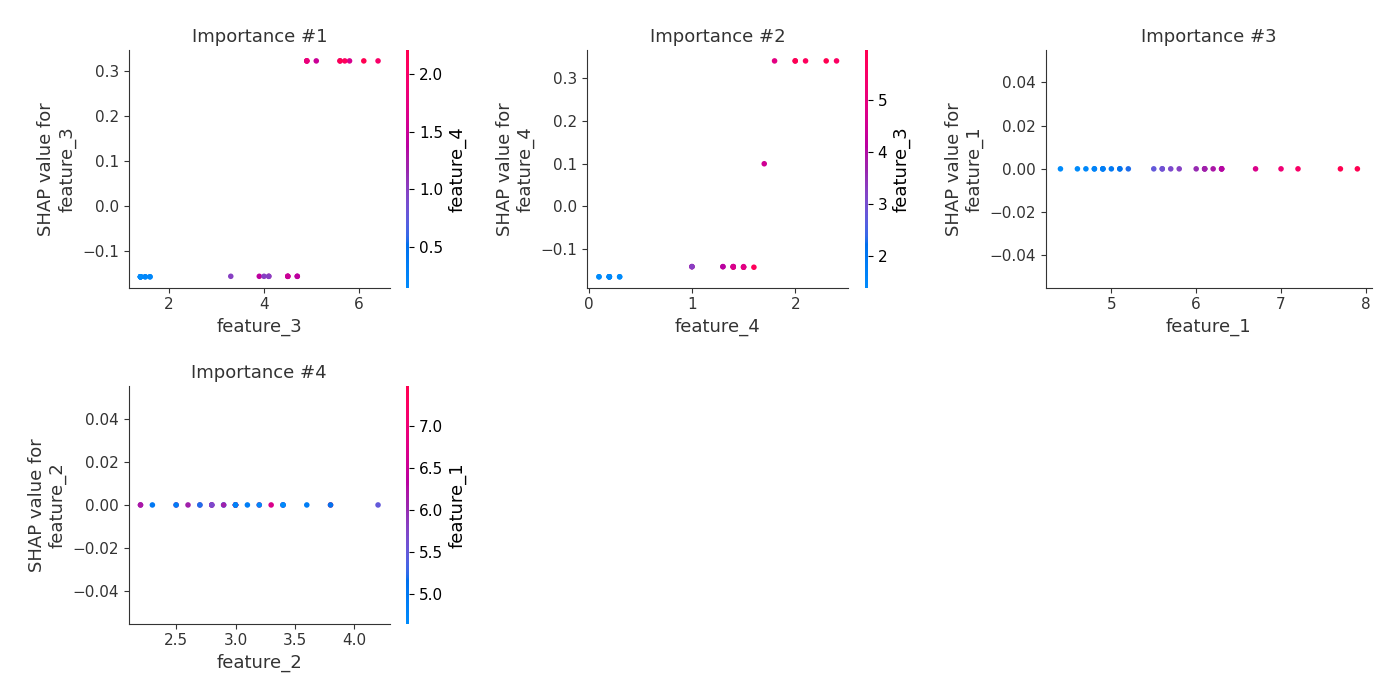 Importance #1
0.3
0.2
0.1
0.0
−0.1
SHAP value for
feature_3
2
4
6
feature_3
2.0
1.5
1.0
0.5
feature_4
Importance #2
0.3
0.2
0.1
0.0
−0.1
SHAP value for
feature_4
0
1
2
feature_4
5
4
3
2
feature_3
Importance #3
0.04
0.02
0.00
−0.02
−0.04
SHAP value for
feature_1
5
6
7
8
feature_1
Importance #4
0.04
0.02
0.00
−0.02
−0.04
SHAP value for
feature_2
2.5
3.0
3.5
4.0
feature_2
7.0
6.5
6.0
5.5
5.0
feature_1